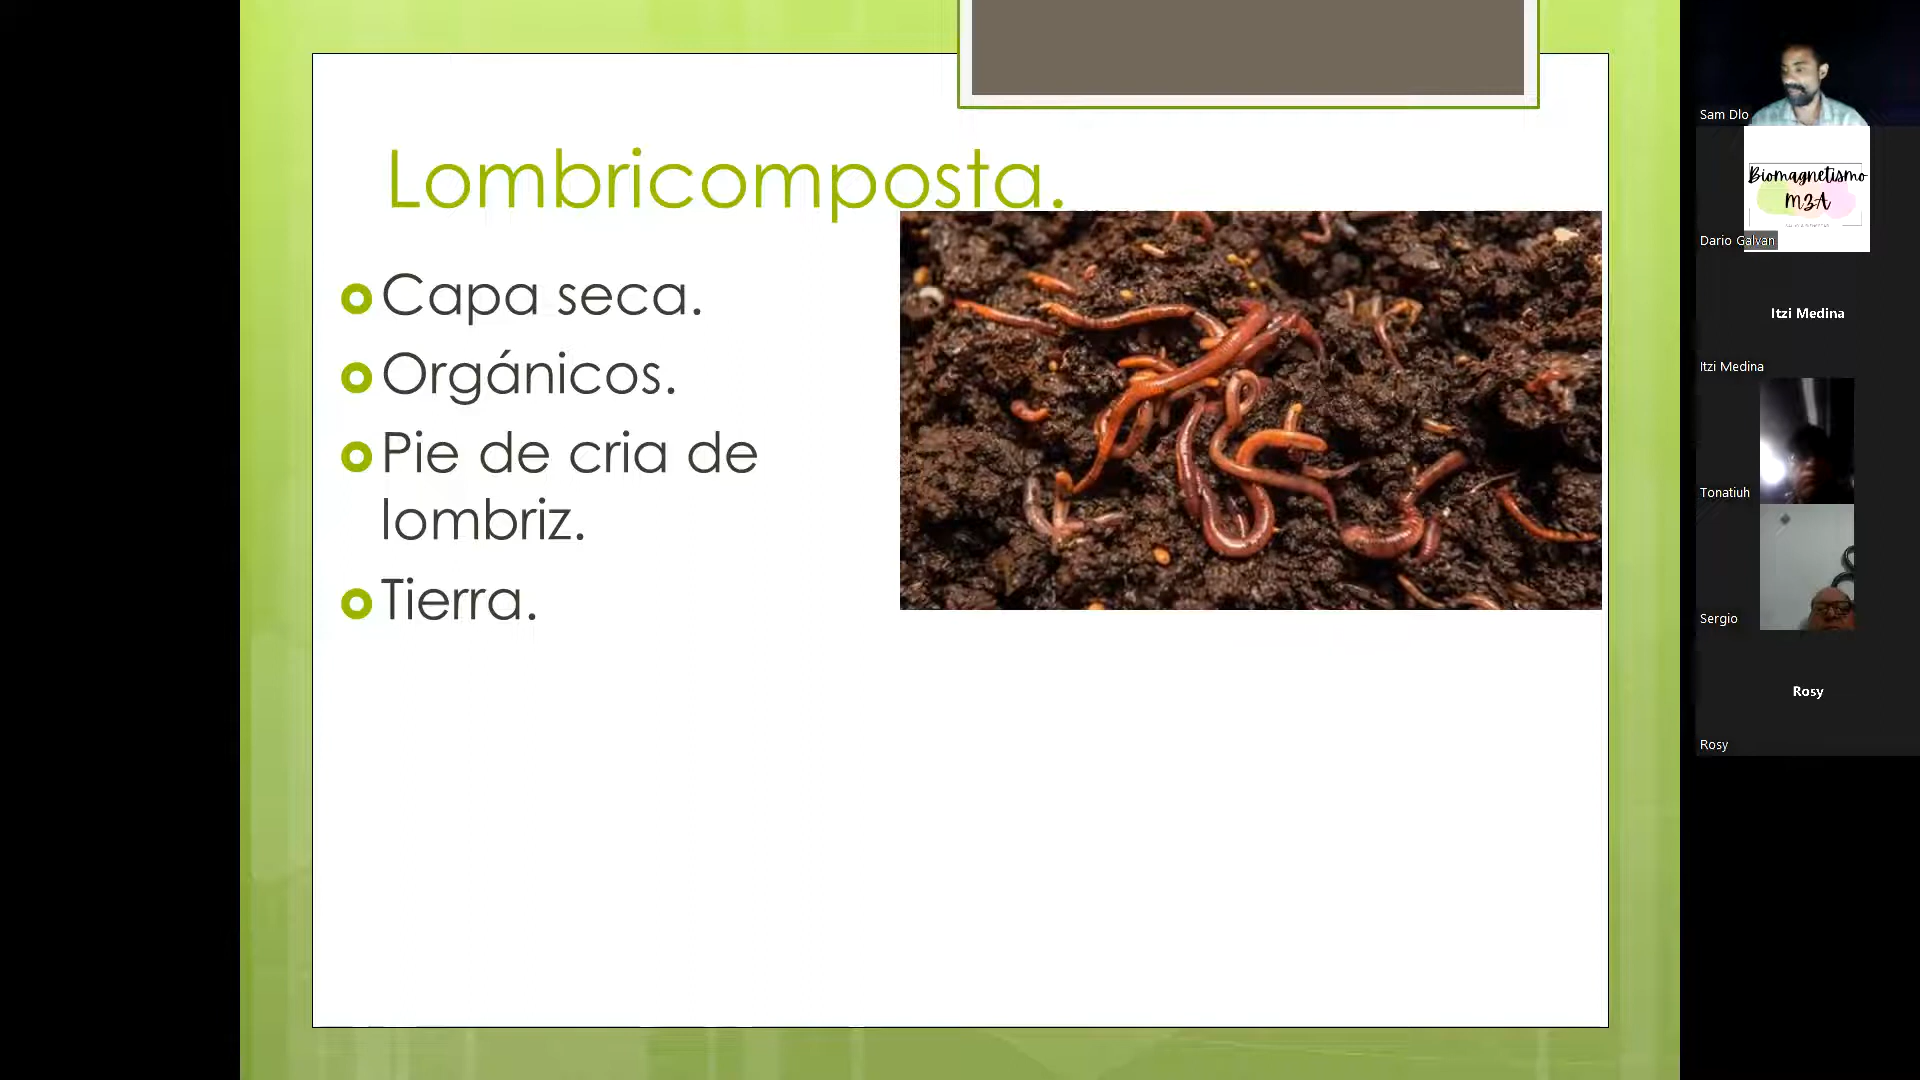 Lombricomposta.
Capa seca.
Orgánicos.
Pie de cria de
lombriz.
Tierra.
Sam Dlo
Biomagnetismo
MZA
Dario Galvan
Itzi Medina
Itzi Medina
Tonatiuh
Sergio
Rosy
Rosy